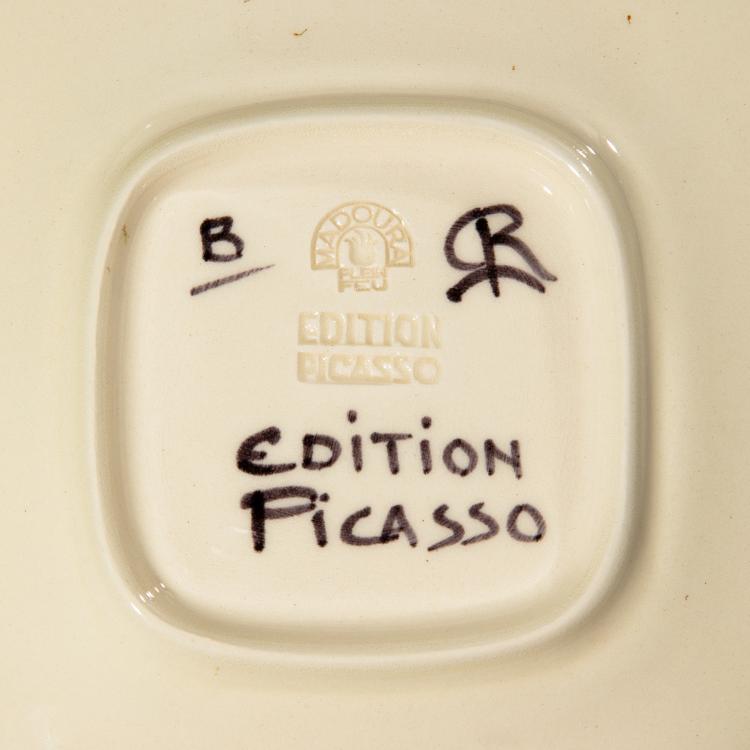 B
MADOURA
PLEIN
FEU
R
EDITION
PICASSO
EDITION
PICASSO